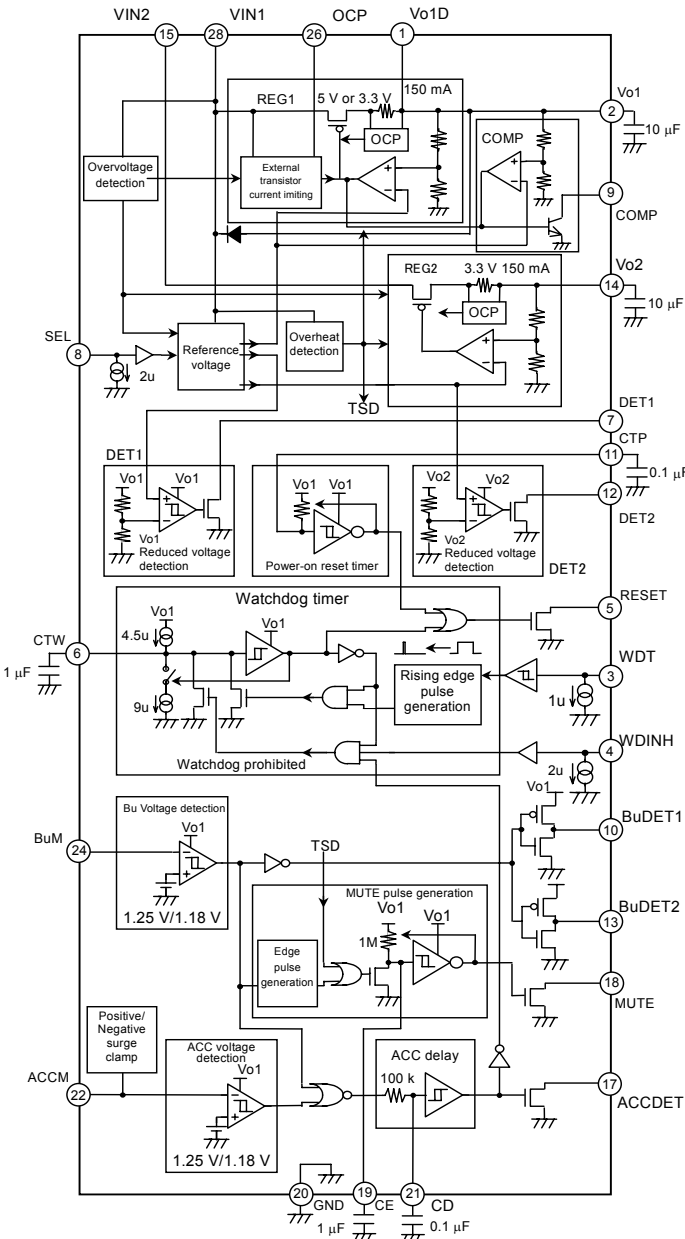 VIN2 VIN1 OCP Vo1D
15 28 26 1
REG1 5 V or 3.3 V 150 mA
Vo1
2
10 μF
OCP
COMP
Overvoltage
detection
External
transistor
current imiting
+
−
+
−
9
COMP
Vo2
REG2 3.3 V 150 mA
14
OCP
10 μF
SEL
8
2u
Reference
voltage
Overheat
detection
+
−
TSD
DET1
7
CTP
11
0.1 μF
12
DET2
DET1
Vo1
Vo1
+
−
Vo1
Reduced voltage
detection
Vo1 Vo1
Power-on reset timer
Vo2
Vo2
+
−
Vo2
Reduced voltage
detection
DET2
Watchdog timer
RESET
5
Vo1
4.5u
Vo1
CTW
6
1 μF
9u
Rising edge
pulse
generation
WDT
3
1u
Watchdog prohibited
WDINH
4
2u
Bu Voltage detection
Vo1
BuM
24
−
+
1.25 V/1.18 V
TSD
Vo1
BuDET1
10
BuDET2
13
MUTE pulse generation
Vo1
1M
Vo1
Edge
pulse
generation
18
MUTE
Positive/
Negative
surge
clamp
ACC voltage
detection
Vo1
ACCM
22
−
+
1.25 V/1.18 V
ACC delay
100 k
17
ACCDET
20 19 21
GND CE CD
1 μF 0.1 μF